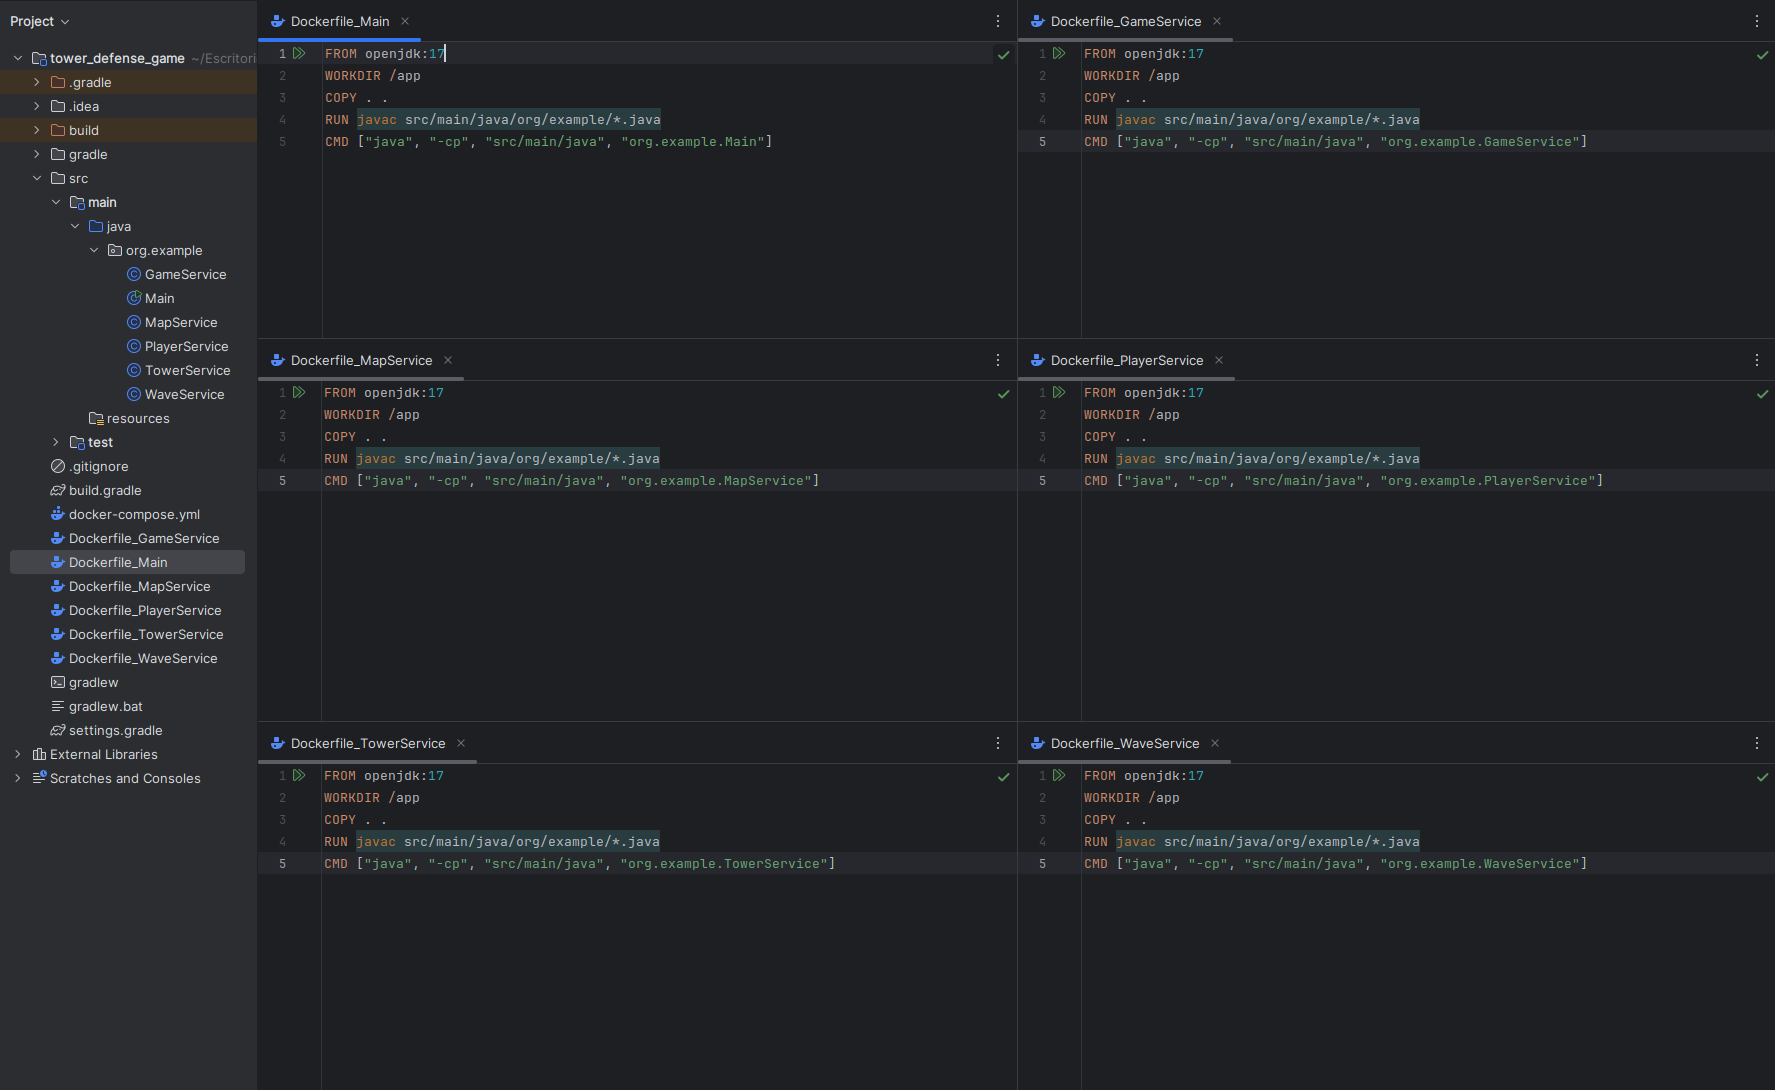 Project
tower_defense_game ~/Escritori
.gradle
.idea
build
gradle
src
main
java
org.example
GameService
Main
MapService
PlayerService
TowerService
WaveService
resources
test
.gitignore
build.gradle
docker-compose.yml
Dockerfile_GameService
Dockerfile_Main
Dockerfile_MapService
Dockerfile_PlayerService
Dockerfile_TowerService
Dockerfile_WaveService
gradlew
gradlew.bat
settings.gradle
External Libraries
Scratches and Consoles
Dockerfile_Main
1 FROM openjdk:17
2 WORKDIR /app
3 COPY . .
4 RUN javac src/main/java/org/example/*.java
5 CMD ["java", "-cp", "src/main/java", "org.example.Main"]
Dockerfile_GameService
1 FROM openjdk:17
2 WORKDIR /app
3 COPY . .
4 RUN javac src/main/java/org/example/*.java
5 CMD ["java", "-cp", "src/main/java", "org.example.GameService"]
Dockerfile_MapService
1 FROM openjdk:17
2 WORKDIR /app
3 COPY . .
4 RUN javac src/main/java/org/example/*.java
5 CMD ["java", "-cp", "src/main/java", "org.example.MapService"]
Dockerfile_PlayerService
1 FROM openjdk:17
2 WORKDIR /app
3 COPY . .
4 RUN javac src/main/java/org/example/*.java
5 CMD ["java", "-cp", "src/main/java", "org.example.PlayerService"]
Dockerfile_TowerService
1 FROM openjdk:17
2 WORKDIR /app
3 COPY . .
4 RUN javac src/main/java/org/example/*.java
5 CMD ["java", "-cp", "src/main/java", "org.example.TowerService"]
Dockerfile_WaveService
1 FROM openjdk:17
2 WORKDIR /app
3 COPY . .
4 RUN javac src/main/java/org/example/*.java
5 CMD ["java", "-cp", "src/main/java", "org.example.WaveService"]